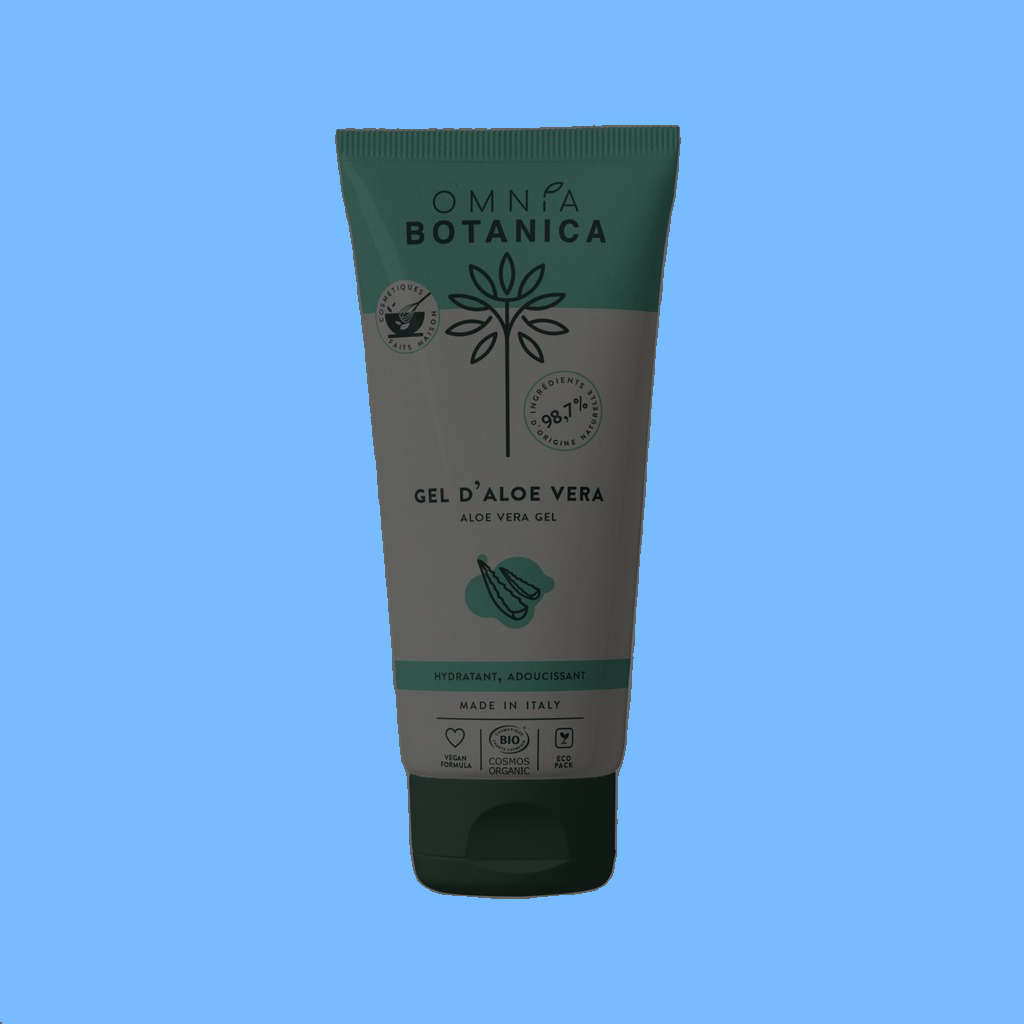 OMNIA
BOTANICA
COSMETIQUES
FAITS MAISON
D'INGRÉDIENTS
98,7%
D'ORIGINE NATURELLE
GEL D'ALOE VERA
ALOE VERA GEL
HYDRATANT, ADOUCISSANT
MADE IN ITALY
VEGAN
FORMULA
BIO
COSMOS
ORGANIC
ECO
PACK